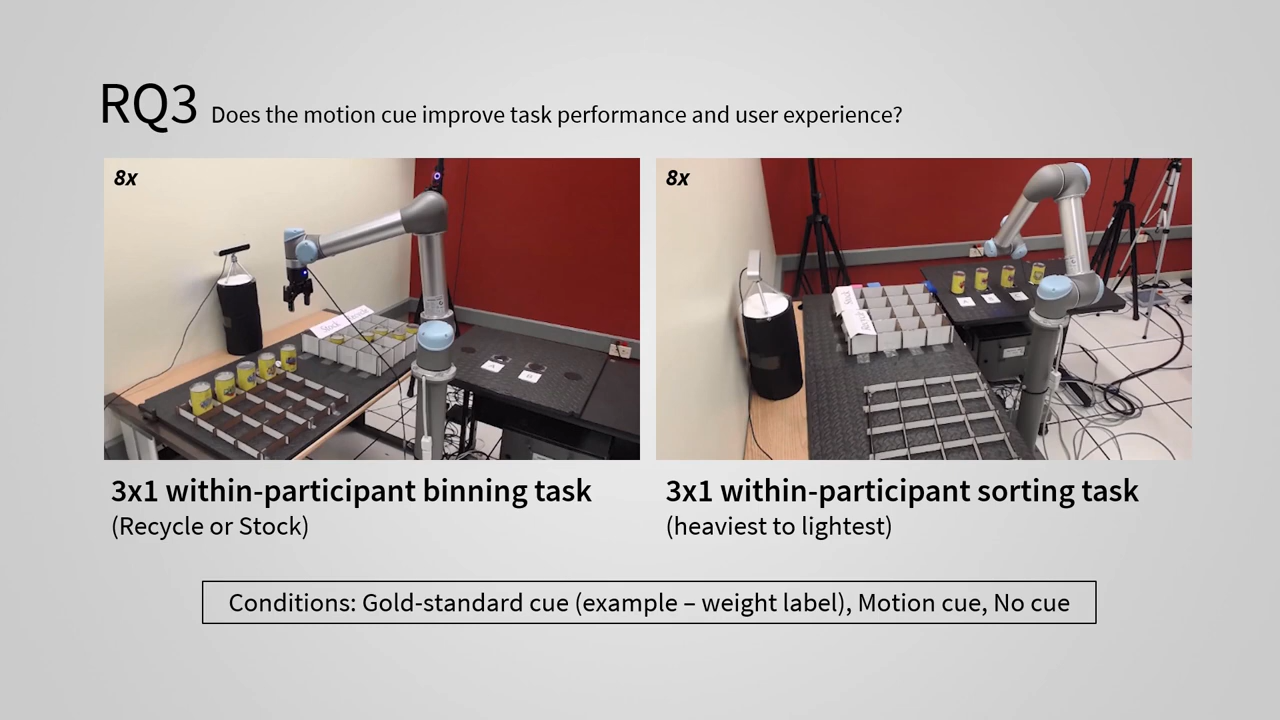 RQ3 Does the motion cue improve task performance and user experience?
8x
8x
Stock
A
B
3x1 within-participant binning task
(Recycle or Stock)
3x1 within-participant sorting task
(heaviest to lightest)
Conditions: Gold-standard cue (example – weight label), Motion cue, No cue